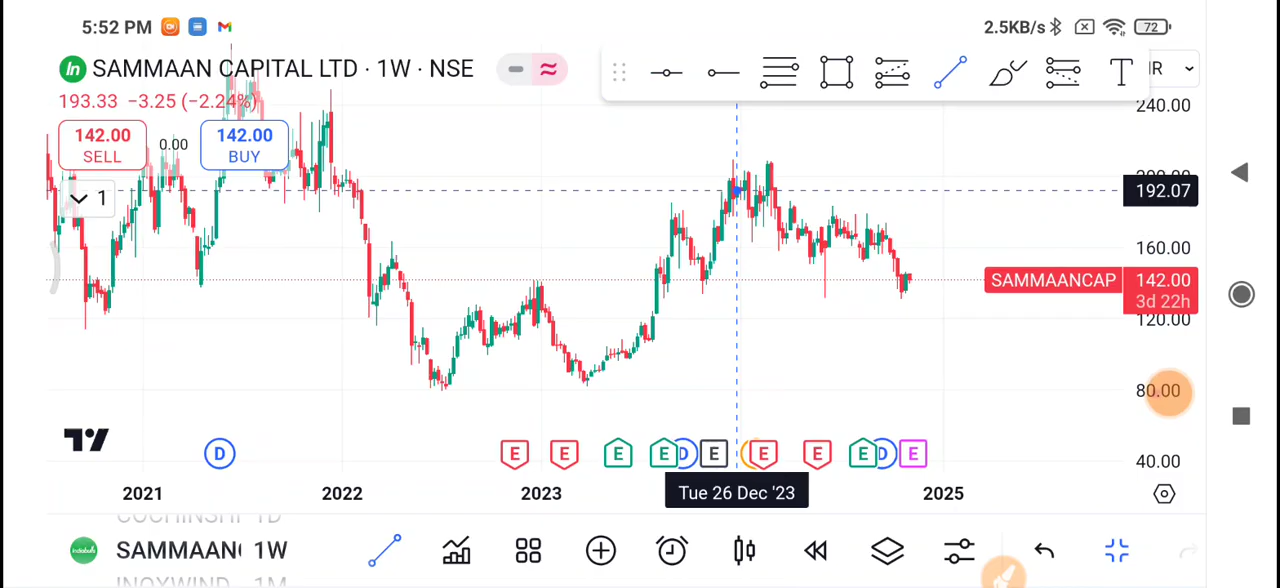 5:52 PM
2.5KB/s 72
SAMMAAN CAPITAL LTD · 1W · NSE
193.33 −3.25 (−2.24%)
142.00 SELL
0.00
142.00 BUY
1
T
240.00
192.07
160.00
SAMMAANCAP 142.00
3d 22h
120.00
80.00
40.00
D E E E E D E E E E D E
Tue 26 Dec '23
2021 2022 2023 2025
SAMMAAN 1W